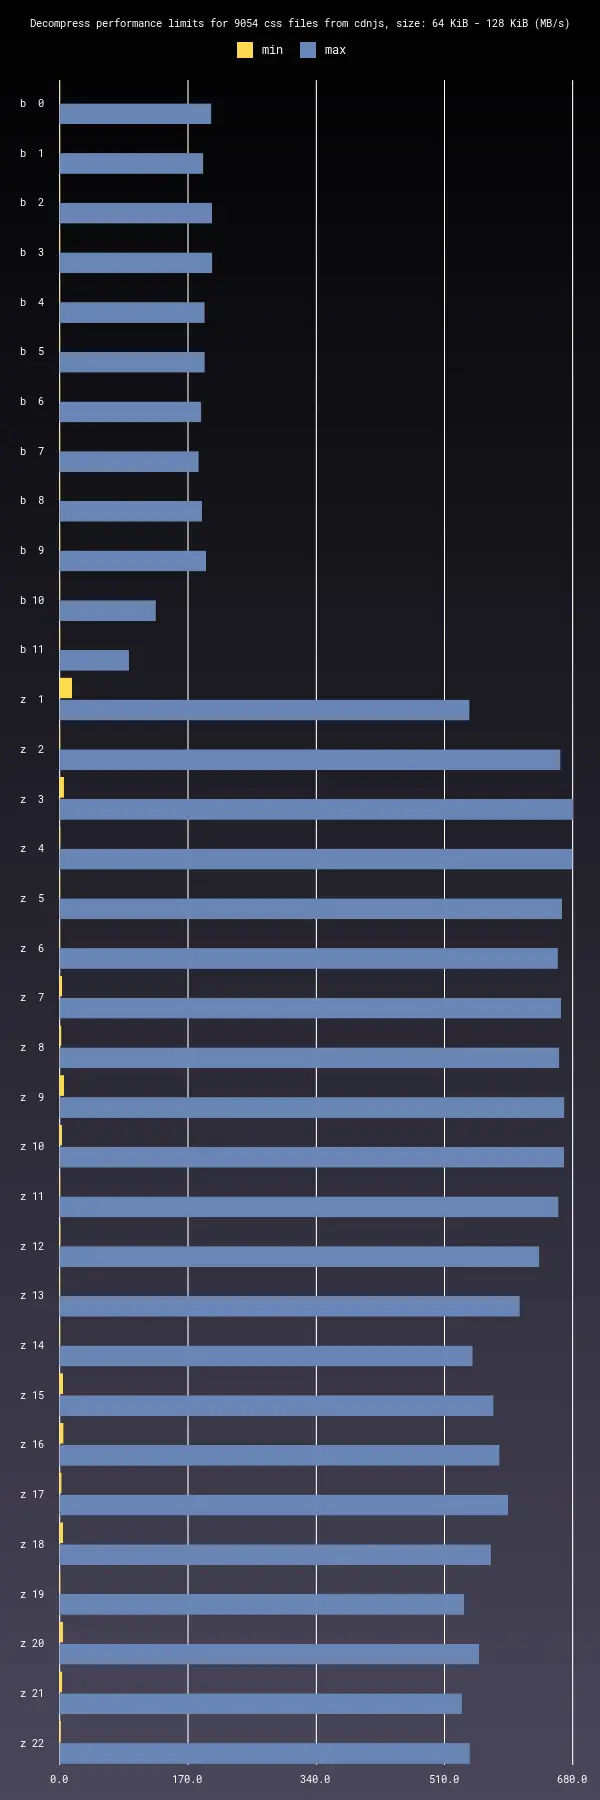 Decompress performance limits for 9054 css files from cdnjs, size: 64 KiB - 128 KiB (MB/s)
min max
b 0
b 1
b 2
b 3
b 4
b 5
b 6
b 7
b 8
b 9
b 10
b 11
z 1
z 2
z 3
z 4
z 5
z 6
z 7
z 8
z 9
z 10
z 11
z 12
z 13
z 14
z 15
z 16
z 17
z 18
z 19
z 20
z 21
z 22
0.0 170.0 340.0 510.0 680.0